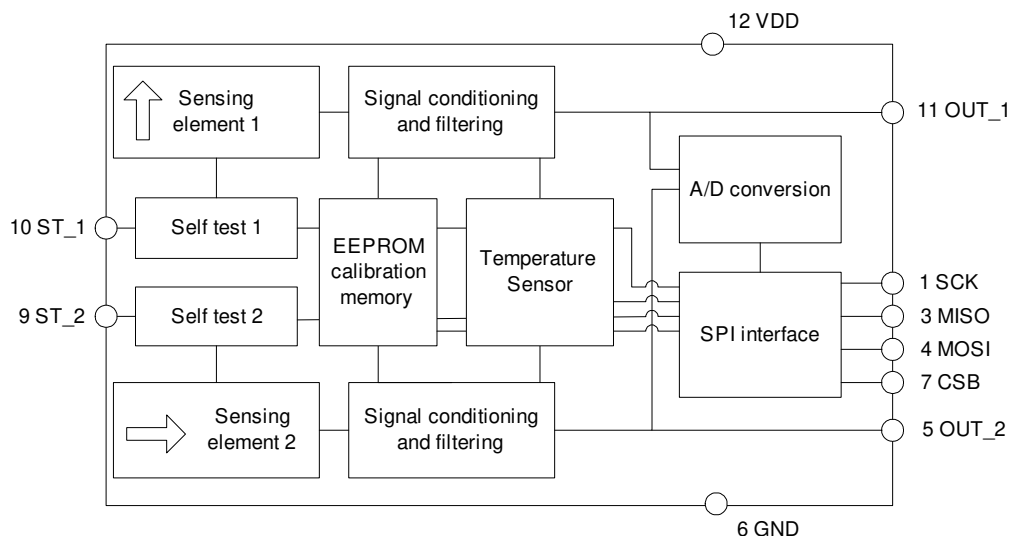 12 VDD
Sensing
element 1
Signal conditioning
and filtering
11 OUT_1
A/D conversion
10 ST_1
Self test 1
EEPROM
calibration
memory
Temperature
Sensor
1 SCK
9 ST_2
Self test 2
SPI interface
3 MISO
4 MOSI
7 CSB
Sensing
element 2
Signal conditioning
and filtering
5 OUT_2
6 GND